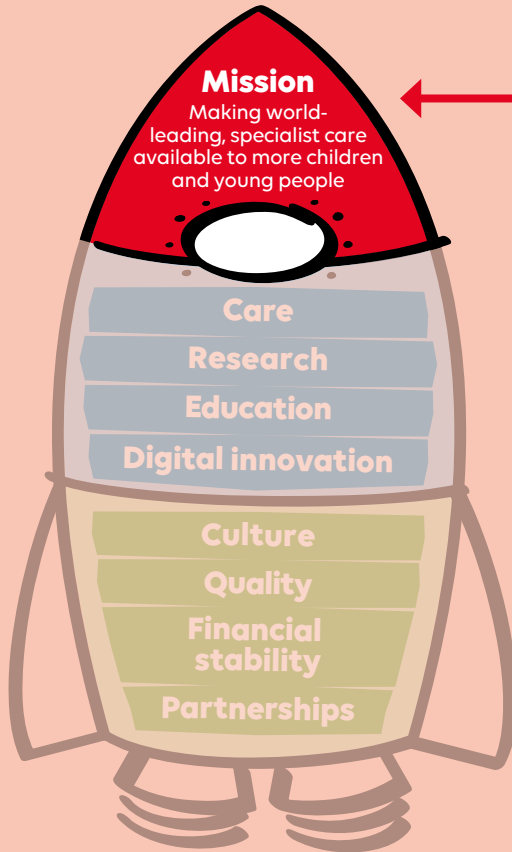 Mission
Making world-
leading, specialist care
available to more children
and young people
Care
Research
Education
Digital innovation
Culture
Quality
Financial
stability
Partnerships